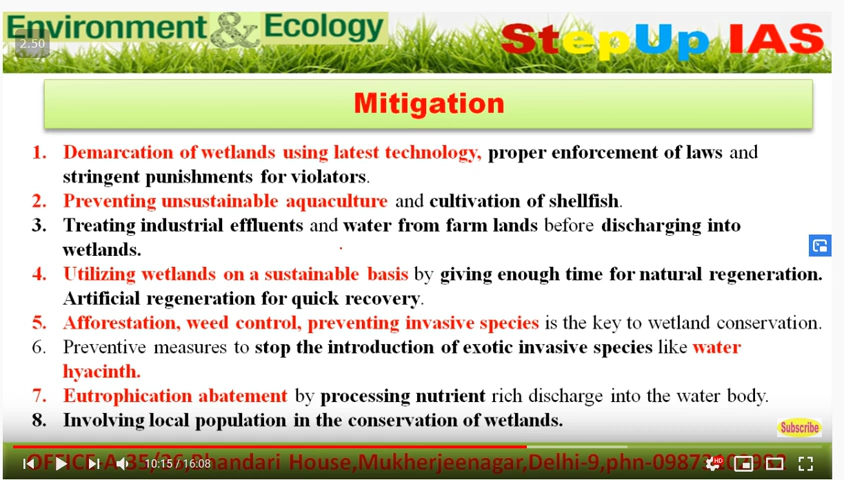 Environment & Ecology
StepUp IAS
2.50
Mitigation
1. Demarcation of wetlands using latest technology, proper enforcement of laws and
stringent punishments for violators.
2. Preventing unsustainable aquaculture and cultivation of shellfish.
3. Treating industrial effluents and water from farm lands before discharging into
wetlands.
4. Utilizing wetlands on a sustainable basis by giving enough time for natural regeneration.
Artificial regeneration for quick recovery.
5. Afforestation, weed control, preventing invasive species is the key to wetland conservation.
6. Preventive measures to stop the introduction of exotic invasive species like water
hyacinth.
7. Eutrophication abatement by processing nutrient rich discharge into the water body.
8. Involving local population in the conservation of wetlands.
Subscribe
House,Mukherjeenagar,Delhi-9,phn-
10:15 / 16:08
HD